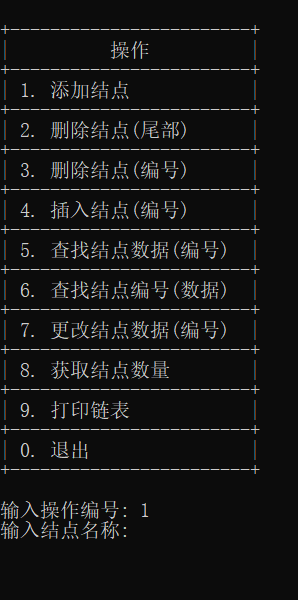 操作
1. 添加结点
2. 删除结点(尾部)
3. 删除结点(编号)
4. 插入结点(编号)
5. 查找结点数据(编号)
6. 查找结点编号(数据)
7. 更改结点数据(编号)
8. 获取结点数量
9. 打印链表
0. 退出
输入操作编号: 1
输入结点名称: